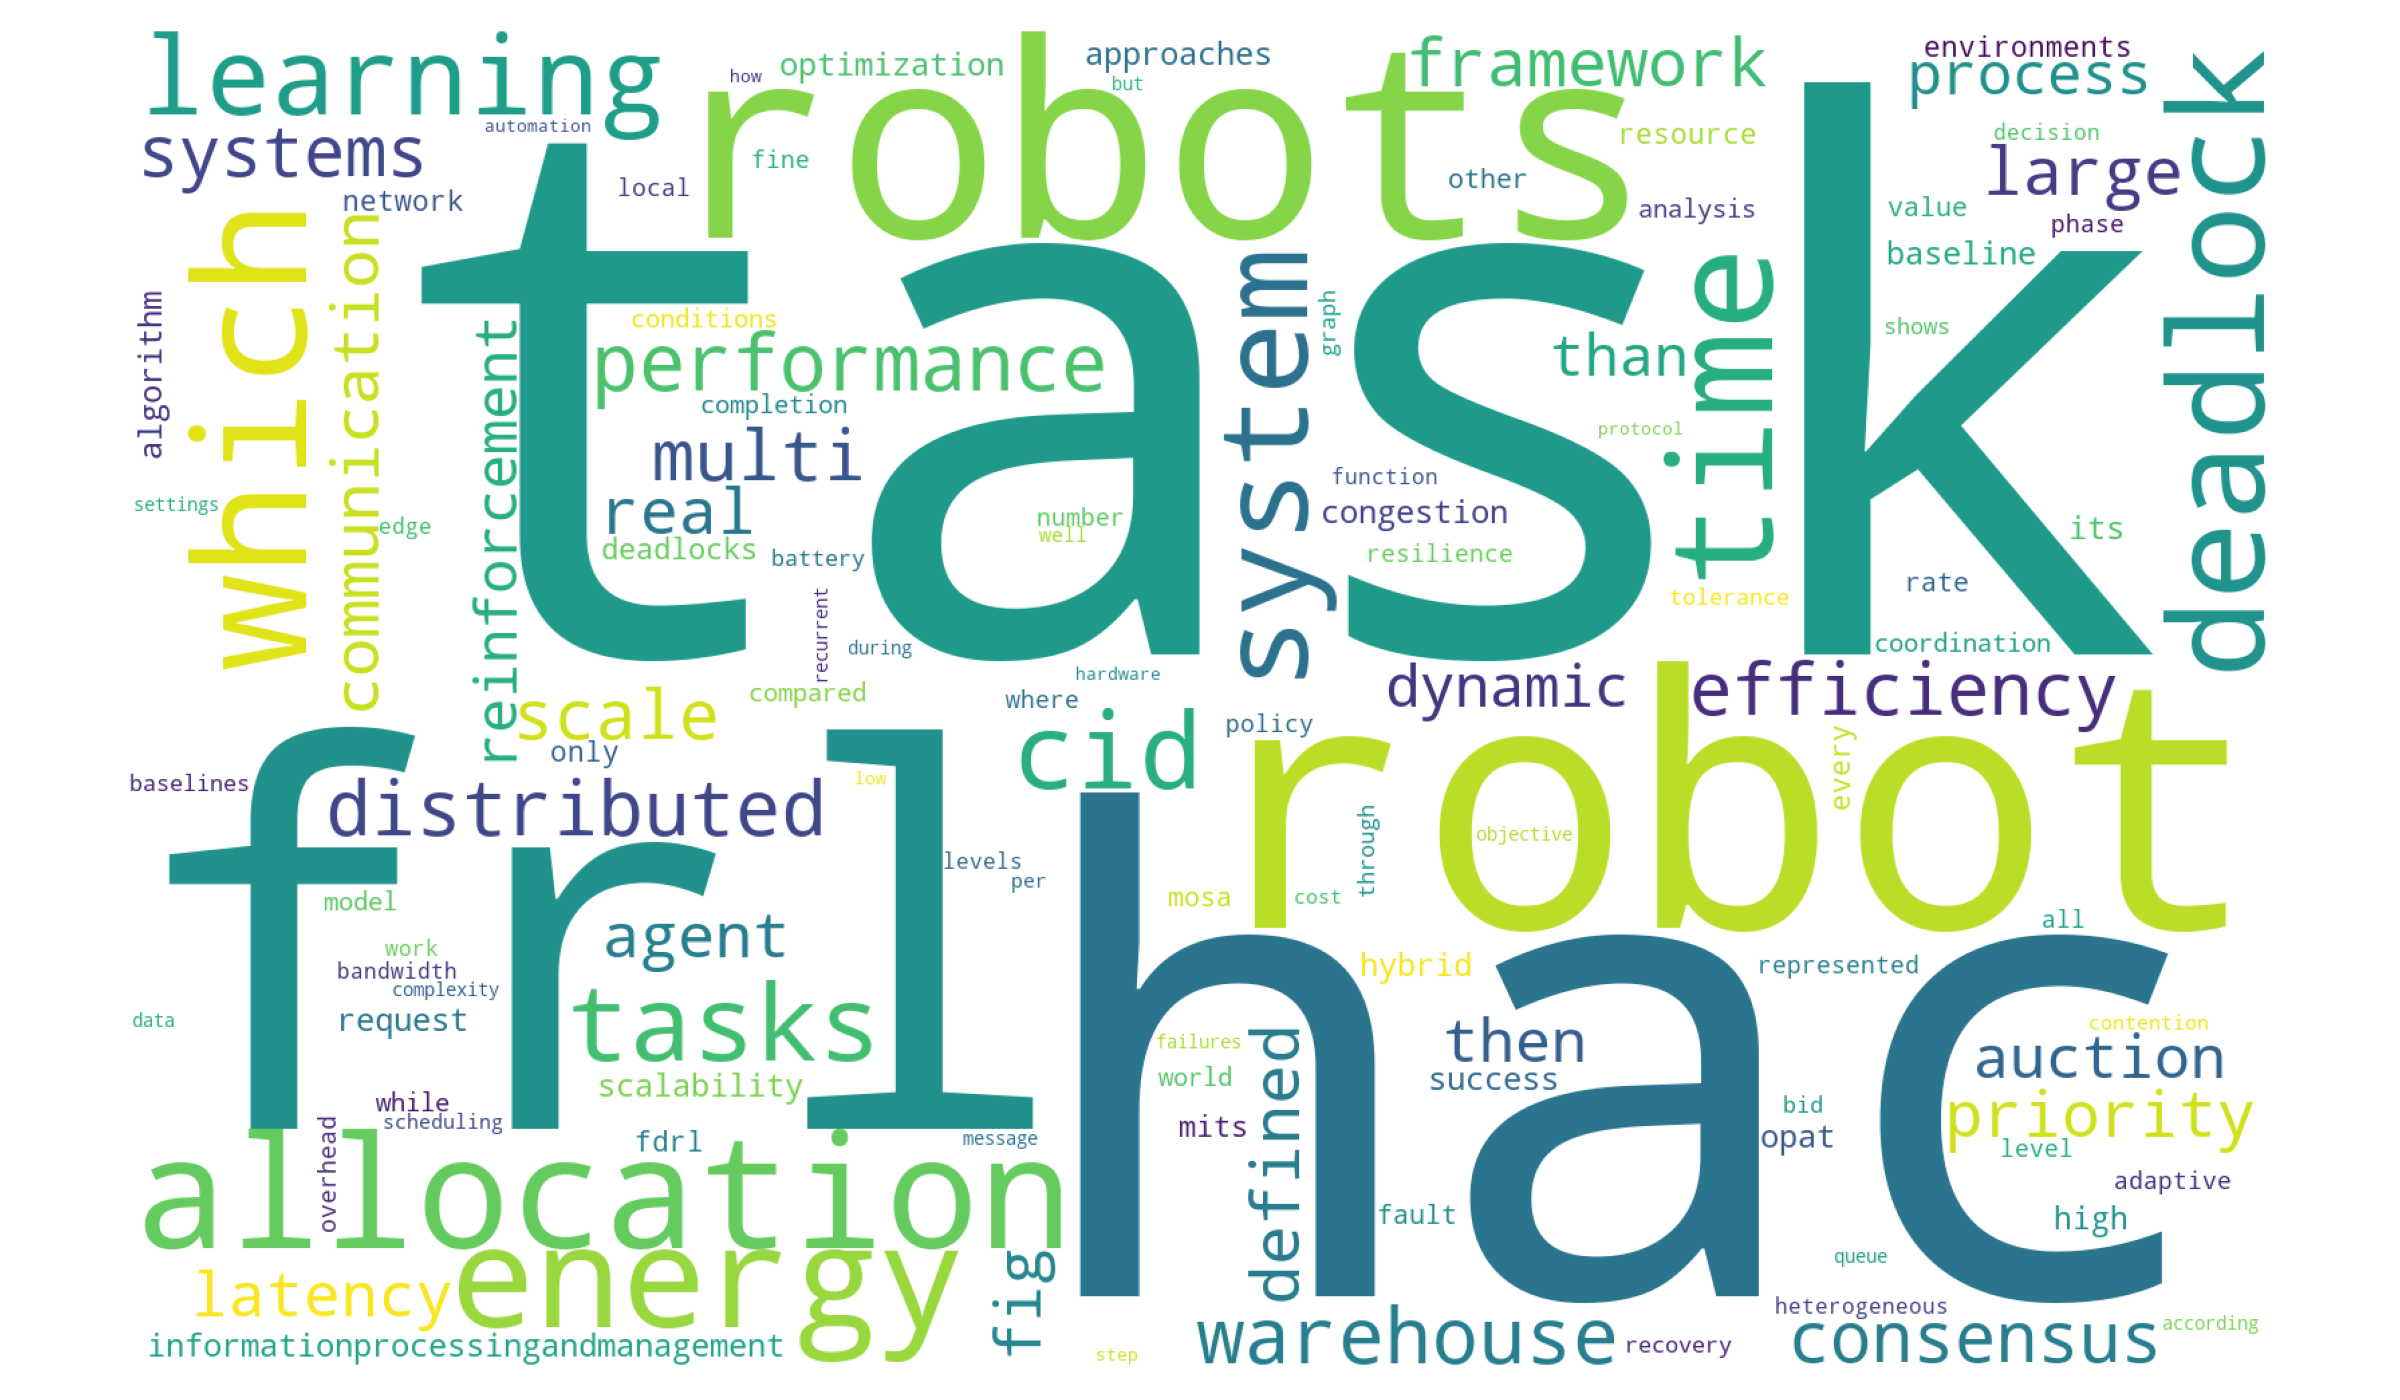 learning
robots
framework
environments
process
deadlock
how
optimization
approaches
but
automation
systems
fine
resource
decision
large
network
local
other
analysis
value
phase
which
communication
task
system
time
baseline
algorithm
reinforcement
conditions
graph
shows
performance
than
completion
multi
protocol
function
settings
edge
real
number
well
congestion
its
deadlocks
battery
resilience
rate
recurrent
tolerance
during
coordination
hardware
scale
compared
where
dynamic
efficiency
only
cid
policy
robot
every
baselines
frl
distributed
low
hac
objective
levels
per
through
model
mosa
cost
all
work
agent
bandwidth
complexity
hybrid
represented
data
request
tasks
failures
defined
then
contention
auction
scalability
world
success
while
scheduling
overhead
mits
bid
priority
fdrl
message
opat
level
allocation
adaptive
fault
high
latency
energy
fig
queue
informationprocessingandmanagement
warehouse
recovery
heterogeneous
consensus
according
step